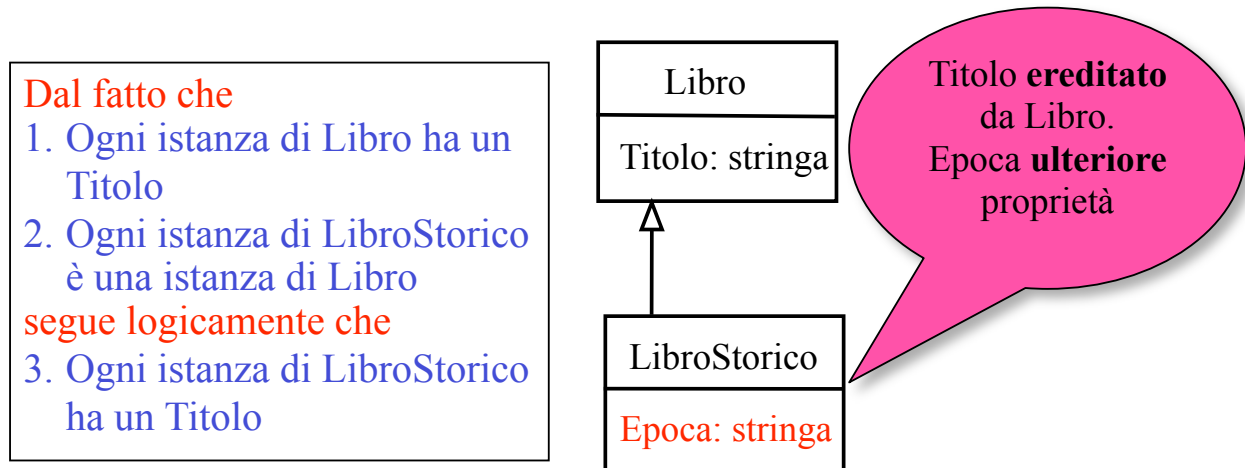 Dal fatto che
1. Ogni istanza di Libro ha un
Titolo
2. Ogni istanza di LibroStorico
è una istanza di Libro
segue logicamente che
3. Ogni istanza di LibroStorico
ha un Titolo
Libro
Titolo: stringa
LibroStorico
Epoca: stringa
Titolo ereditato
da Libro.
Epoca ulteriore
proprietà